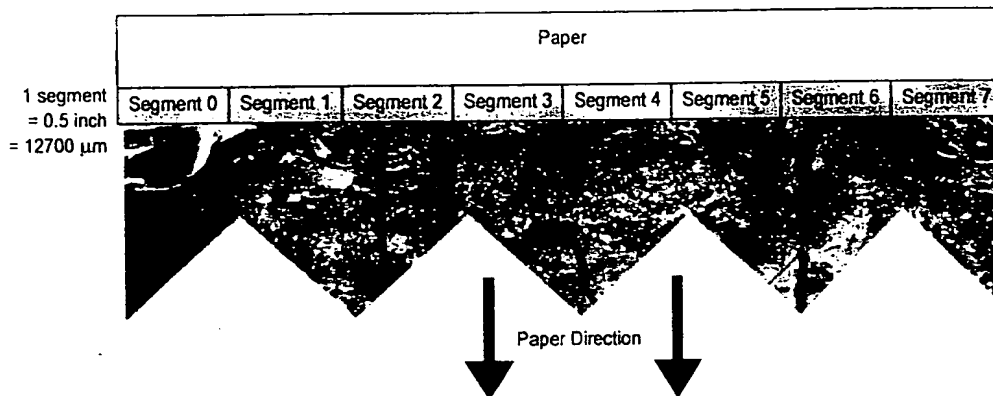 Paper
1 segment
= 0.5 inch
= 12700 µm
Segment 0 Segment 1 Segment 2 Segment 3 Segment 4 Segment 5 Segment 6 Segment 7
Paper Direction